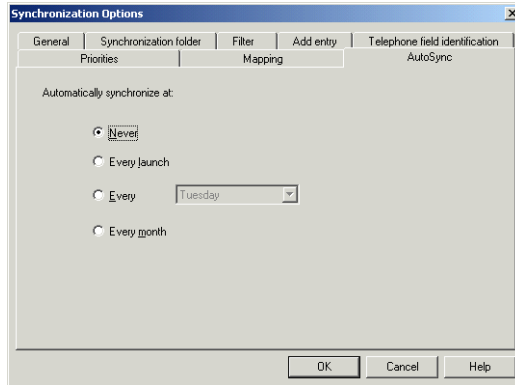 Synchronization Options
General Synchronization folder Filter Add entry Telephone field identification
Priorities Mapping AutoSync
Automatically synchronize at:
Never
Every launch
Every Tuesday
Every month
OK Cancel Help